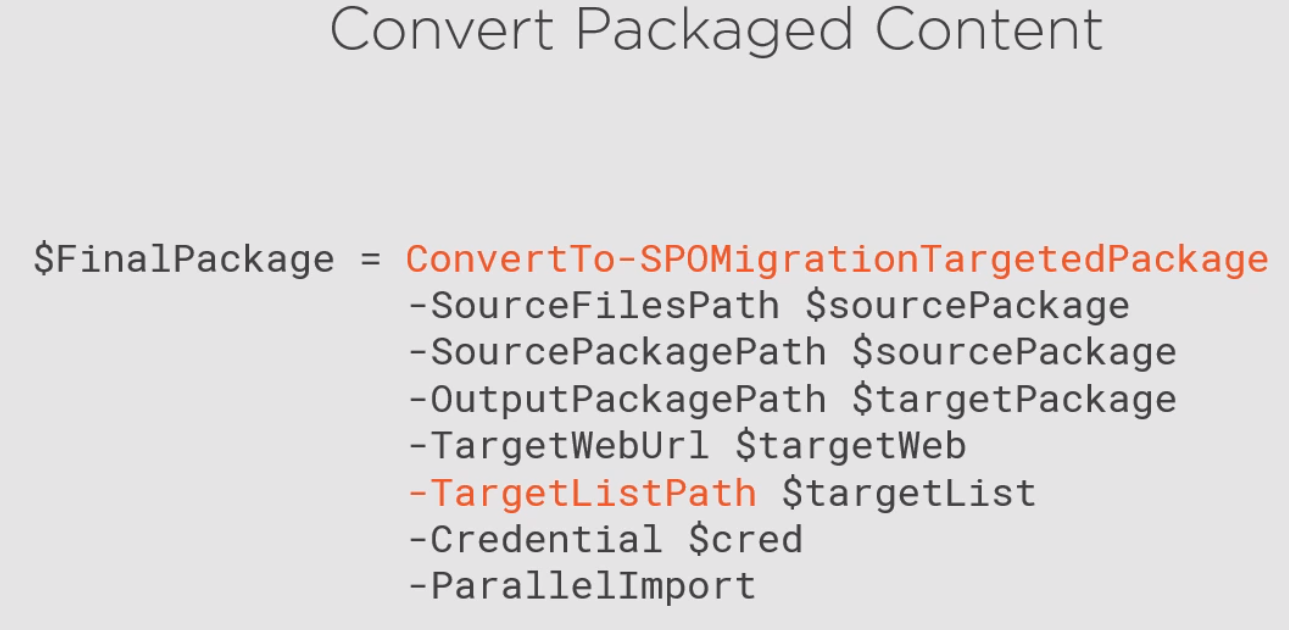 Convert Packaged Content
$FinalPackage = ConvertTo-SPOMigrationTargetedPackage
-SourceFilesPath $sourcePackage
-SourcePackagePath $sourcePackage
-OutputPackagePath $targetPackage
-TargetWebUrl $targetWeb
-TargetListPath $targetList
-Credential $cred
-ParallelImport